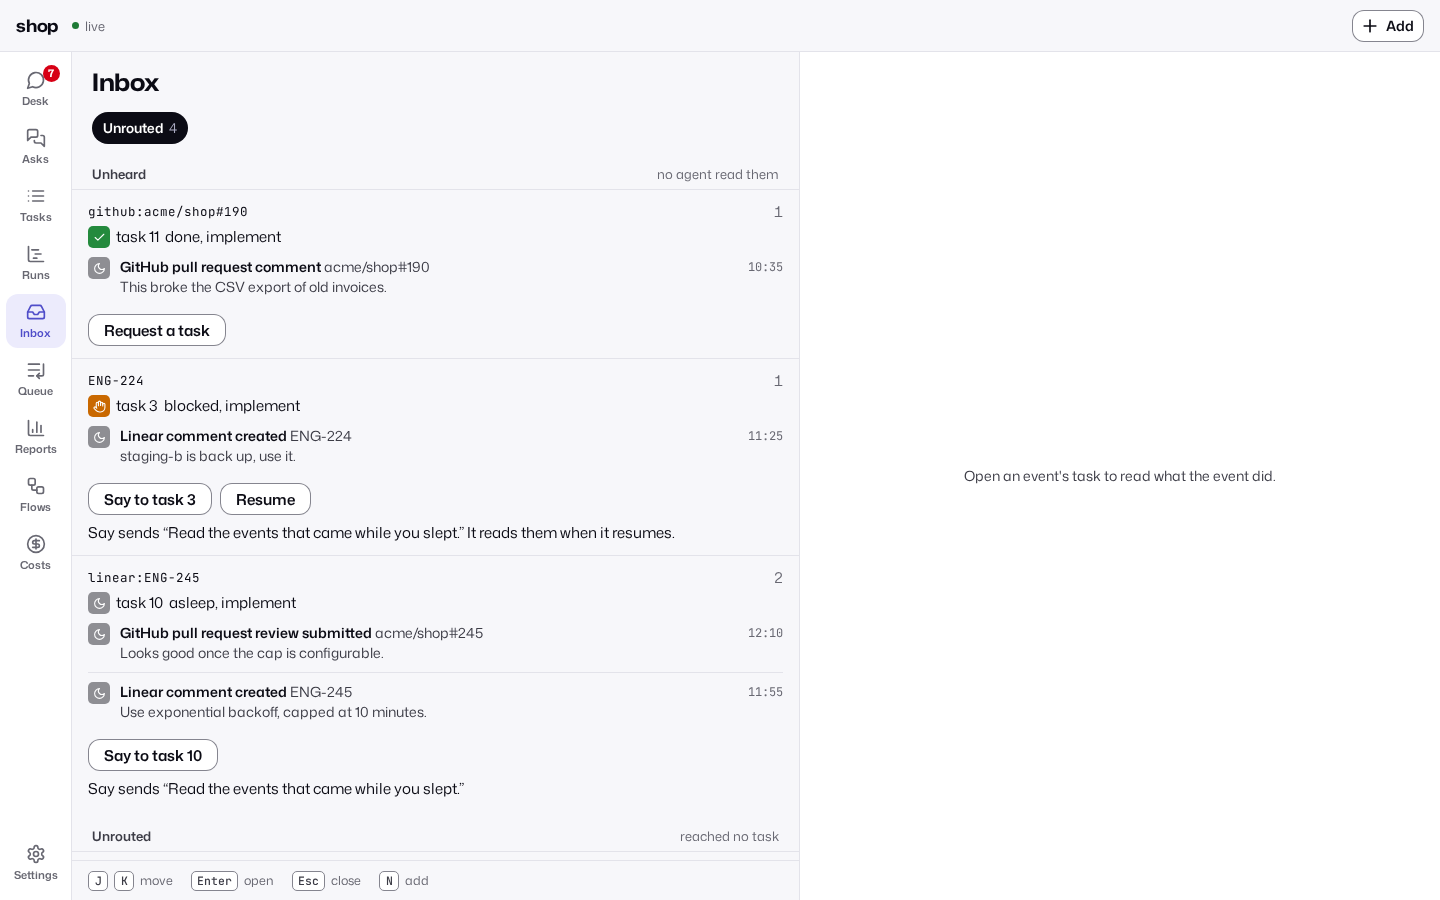 shop live
Add
7
Desk
Asks
Tasks
Runs
Inbox
Queue
Reports
Flows
Costs
Settings
Inbox
Unrouted 4
Unheard no agent read them
github:acme/shop#190 1
task 11 done, implement
GitHub pull request comment acme/shop#190 10:35
This broke the CSV export of old invoices.
Request a task
ENG-224 1
task 3 blocked, implement
Linear comment created ENG-224 11:25
staging-b is back up, use it.
Say to task 3 Resume
Say sends “Read the events that came while you slept.” It reads them when it resumes.
linear:ENG-245 2
task 10 asleep, implement
GitHub pull request review submitted acme/shop#245 12:10
Looks good once the cap is configurable.
Linear comment created ENG-245 11:55
Use exponential backoff, capped at 10 minutes.
Say to task 10
Say sends “Read the events that came while you slept.”
Unrouted reached no task
J K move Enter open Esc close N add
Open an event's task to read what the event did.